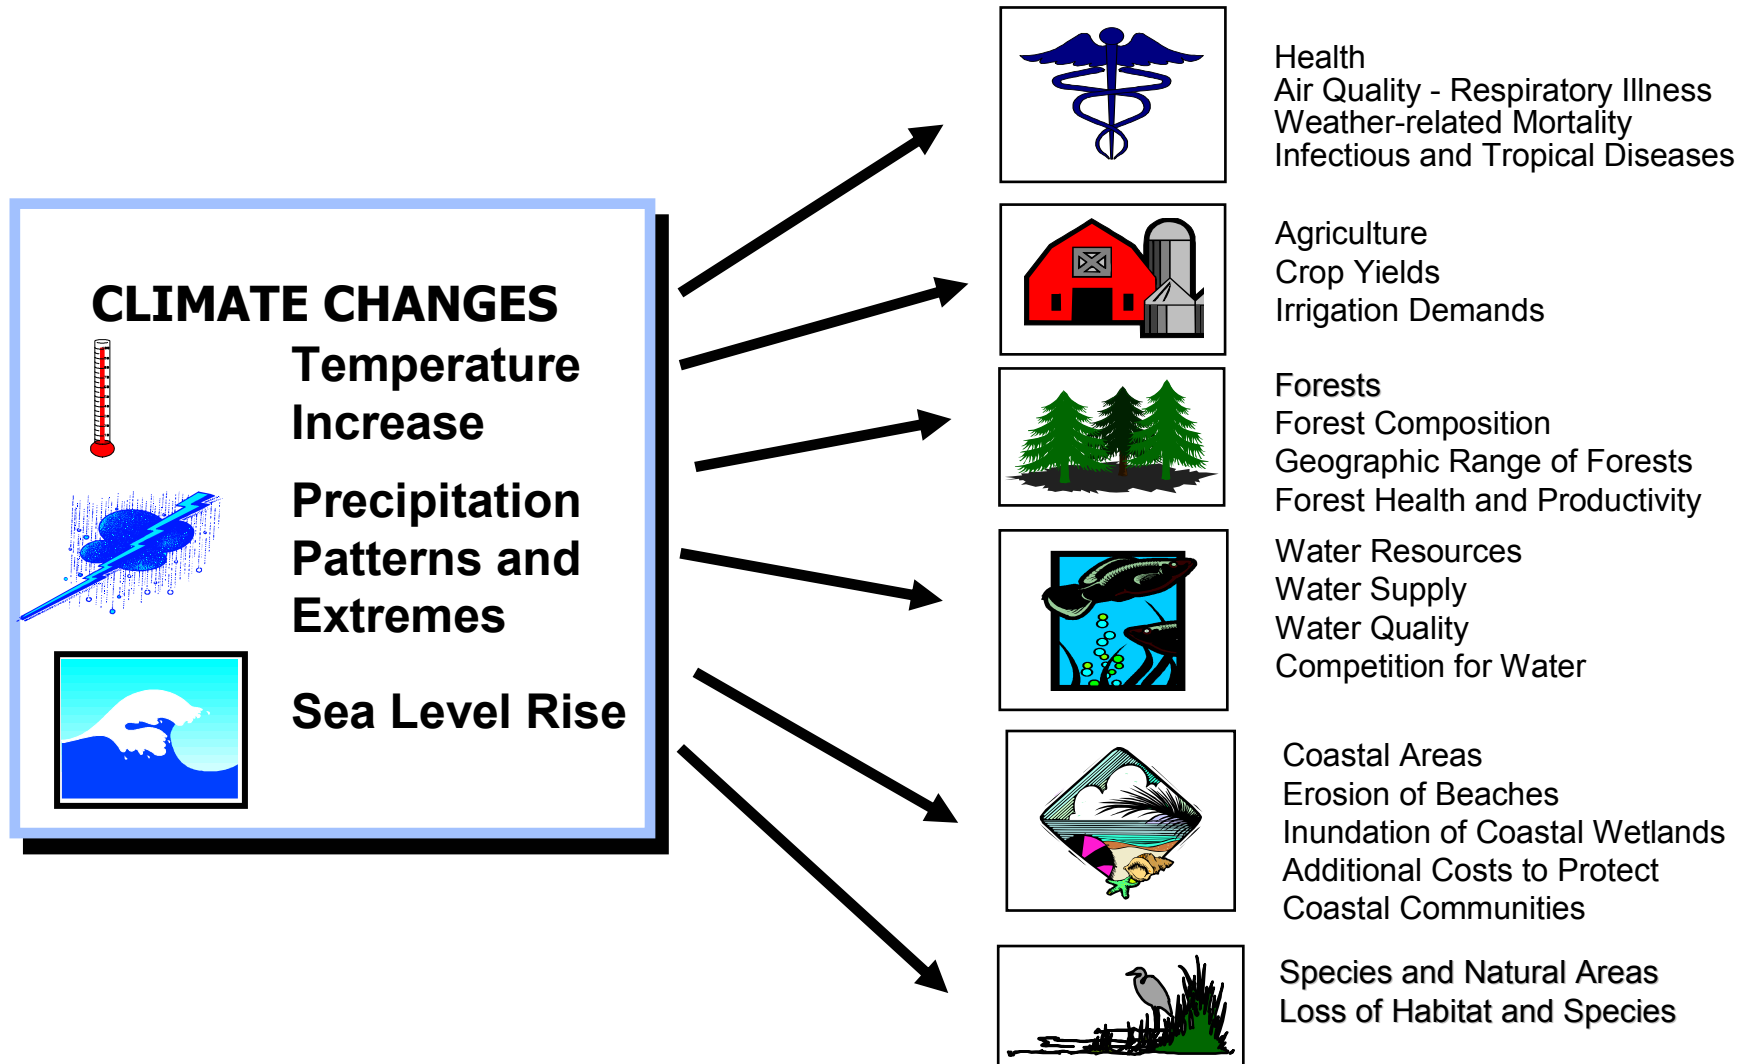 CLIMATE CHANGES
Temperature
Increase
Precipitation
Patterns and
Extremes
Sea Level Rise
Health
Air Quality - Respiratory Illness
Weather-related Mortality
Infectious and Tropical Diseases
Agriculture
Crop Yields
Irrigation Demands
Forests
Forest Composition
Geographic Range of Forests
Forest Health and Productivity
Water Resources
Water Supply
Water Quality
Competition for Water
Coastal Areas
Erosion of Beaches
Inundation of Coastal Wetlands
Additional Costs to Protect
Coastal Communities
Species and Natural Areas
Loss of Habitat and Species